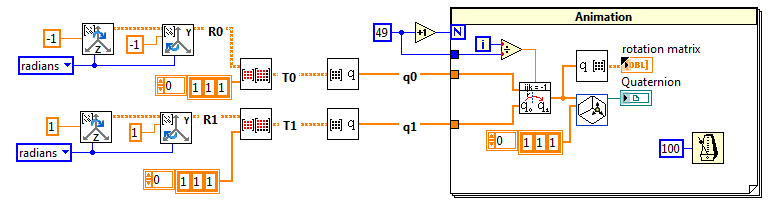 Animation
R0
-1
Z
-1
Y
radians
0
1 1 1
T0
q
q0
49
+1
N
i
÷
ijk = -1
q0 q1
q
rotation matrix
DBL]
Quaternion
R1
1
Z
1
Y
radians
0
1 1 1
T1
q
q1
0
1 1 1
100